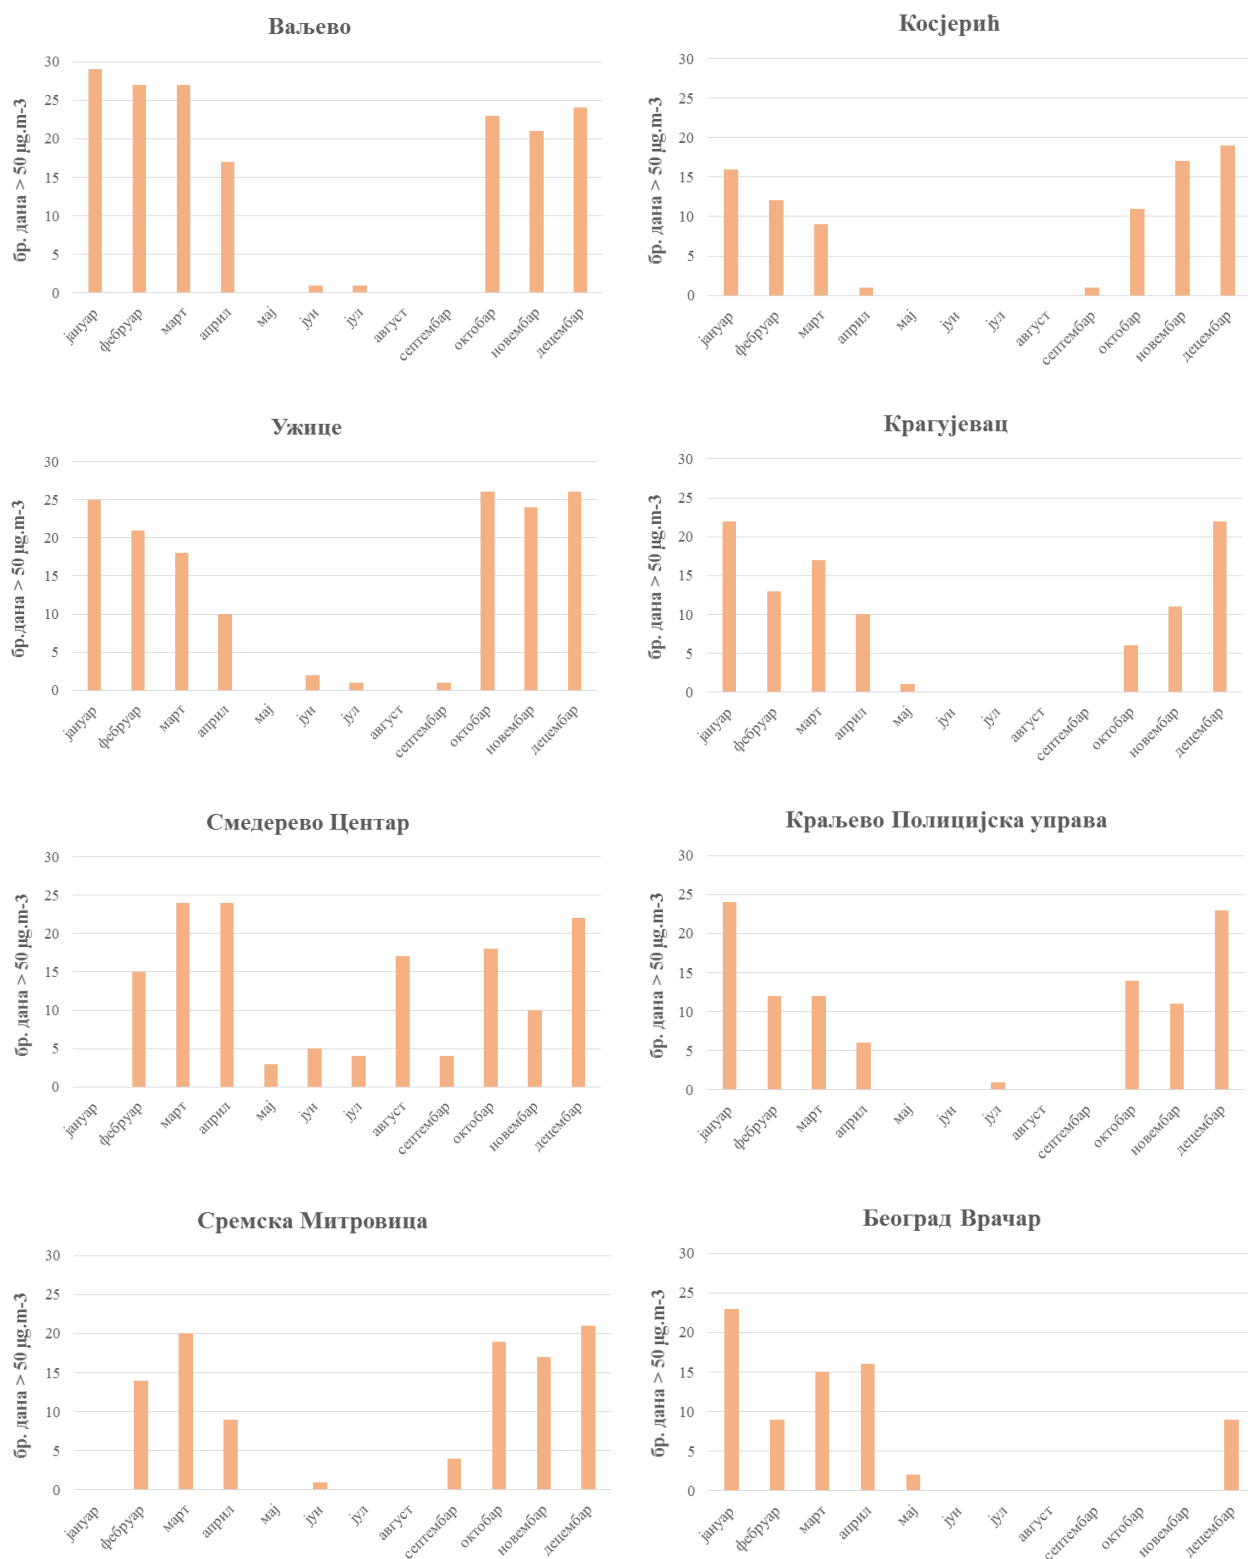 Ваљево
бр. дана > 50 µg.m-3
30
25
20
15
10
5
0
јануар
фебруар
март
април
мај
јун
јул
август
септембар
октобар
новембар
децембар
Косјерић
бр. дана > 50 µg.m-3
30
25
20
15
10
5
0
јануар
фебруар
март
април
мај
јун
јул
август
септембар
октобар
новембар
децембар
Ужице
бр.дана > 50 µg.m-3
30
25
20
15
10
5
0
јануар
фебруар
март
април
мај
јун
јул
август
септембар
октобар
новембар
децембар
Крагујевац
бр. дана > 50 µg.m-3
30
25
20
15
10
5
0
јануар
фебруар
март
април
мај
јун
јул
август
септембар
октобар
новембар
децембар
Смедерево Центар
бр. дана > 50 µg.m-3
30
25
20
15
10
5
0
јануар
фебруар
март
април
мај
јун
јул
август
септембар
октобар
новембар
децембар
Краљево Полицијска управа
бр. дана > 50 µg.m-3
30
25
20
15
10
5
0
јануар
фебруар
март
април
мај
јун
јул
август
септембар
октобар
новембар
децембар
Сремска Митровица
бр. дана > 50 µg.m-3
30
25
20
15
10
5
0
јануар
фебруар
март
април
мај
јун
јул
август
септембар
октобар
новембар
децембар
Београд Врачар
бр. дана > 50 µg.m-3
30
25
20
15
10
5
0
јануар
фебруар
март
април
мај
јун
јул
август
септембар
октобар
новембар
децембар